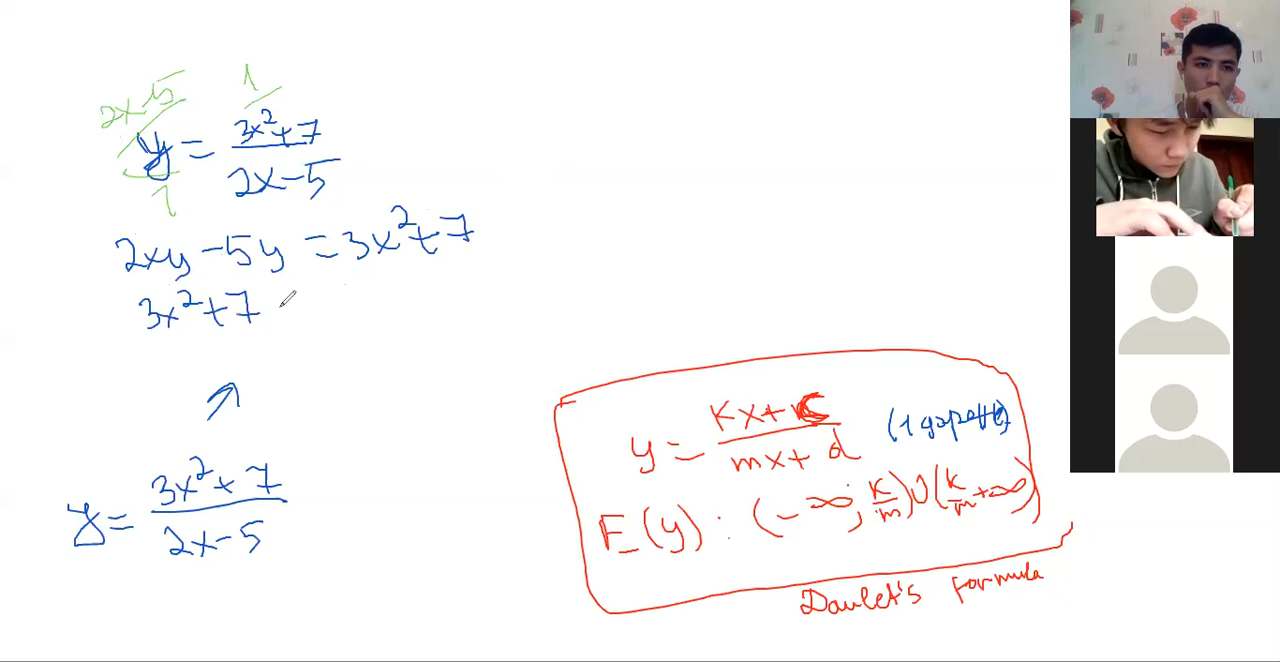 2x-5
1
y = (3x²+7)/(2x-5)
1
2xy - 5y = 3x²+7
3x²+7
y = (3x²+7)/(2x-5)
y = (kx+c)/(mx+d)
E(y): (-∞; k/m) U (k/m +∞)
Daulet's formula